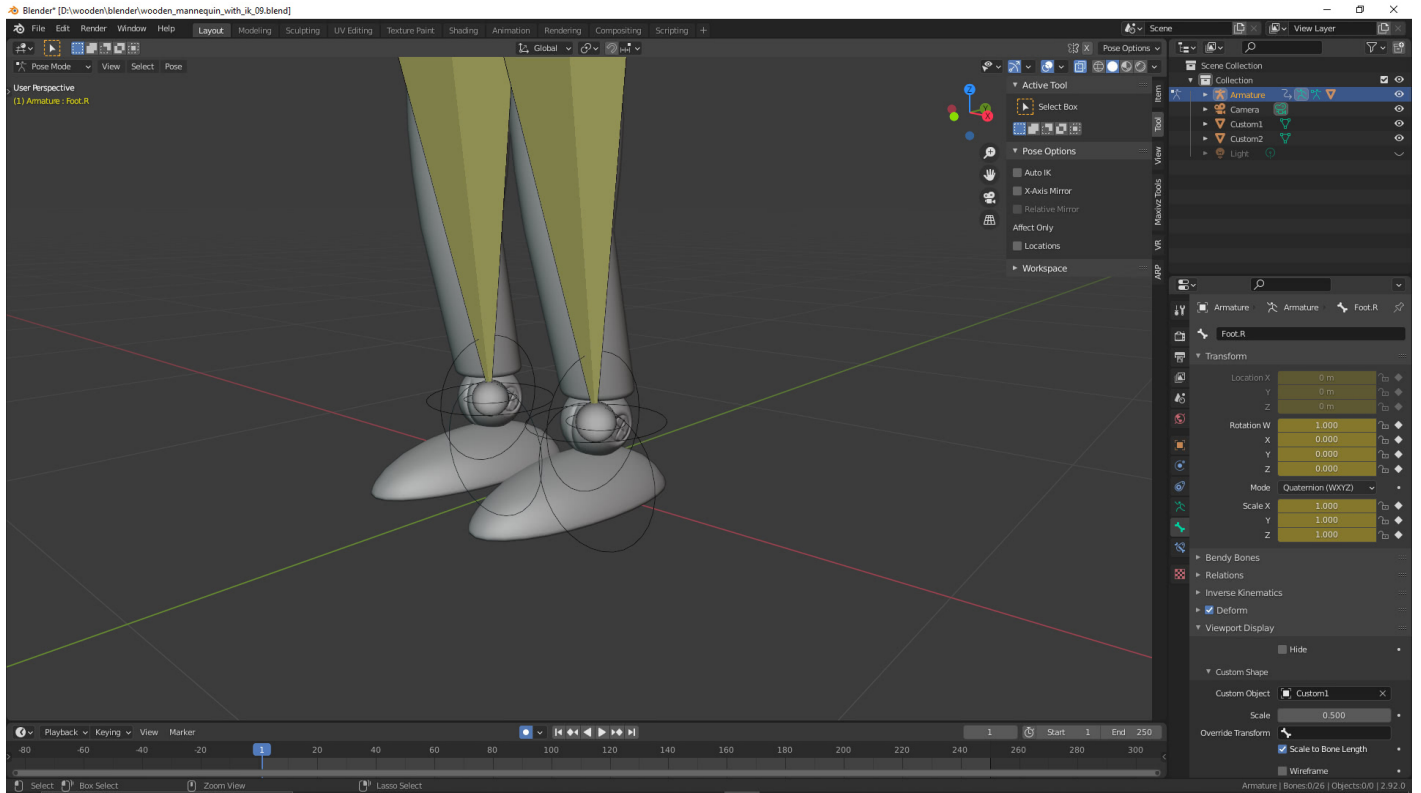 Blender* [D:\wooden\blender\wooden_mannequin_with_ik_09.blend]
File Edit Render Window Help Layout Modeling Sculpting UV Editing Texture Paint Shading Animation Rendering Compositing Scripting + Scene View Layer
Global X Pose Options
Pose Mode View Select Pose
User Perspective
(1) Armature : Foot.R
Z
Y
X
Active Tool
Select Box
Pose Options
Auto IK
X-Axis Mirror
Relative Mirror
Affect Only
Locations
Workspace
Item
Tool
View
Maxivz Tools
VR
ARP
Scene Collection
Collection
Armature
Camera
Custom1
Custom2
Light
Armature Armature Foot.R
Foot.R
Transform
Location X 0 m
Y 0 m
Z 0 m
Rotation W 1.000
X 0.000
Y 0.000
Z 0.000
Mode Quaternion (WXYZ)
Scale X 1.000
Y 1.000
Z 1.000
Bendy Bones
Relations
Inverse Kinematics
Deform
Viewport Display
Hide
Custom Shape
Custom Object Custom1
Scale 0.500
Override Transform
Scale to Bone Length
Wireframe
Playback Keying View Marker 1 Start 1 End 250
-80 -60 -40 -20 1 20 40 60 80 100 120 140 160 180 200 220 240 260 280 300
Select Box Select Zoom View Lasso Select Armature | Bones:0/26 | Objects:0/0 | 2.92.0